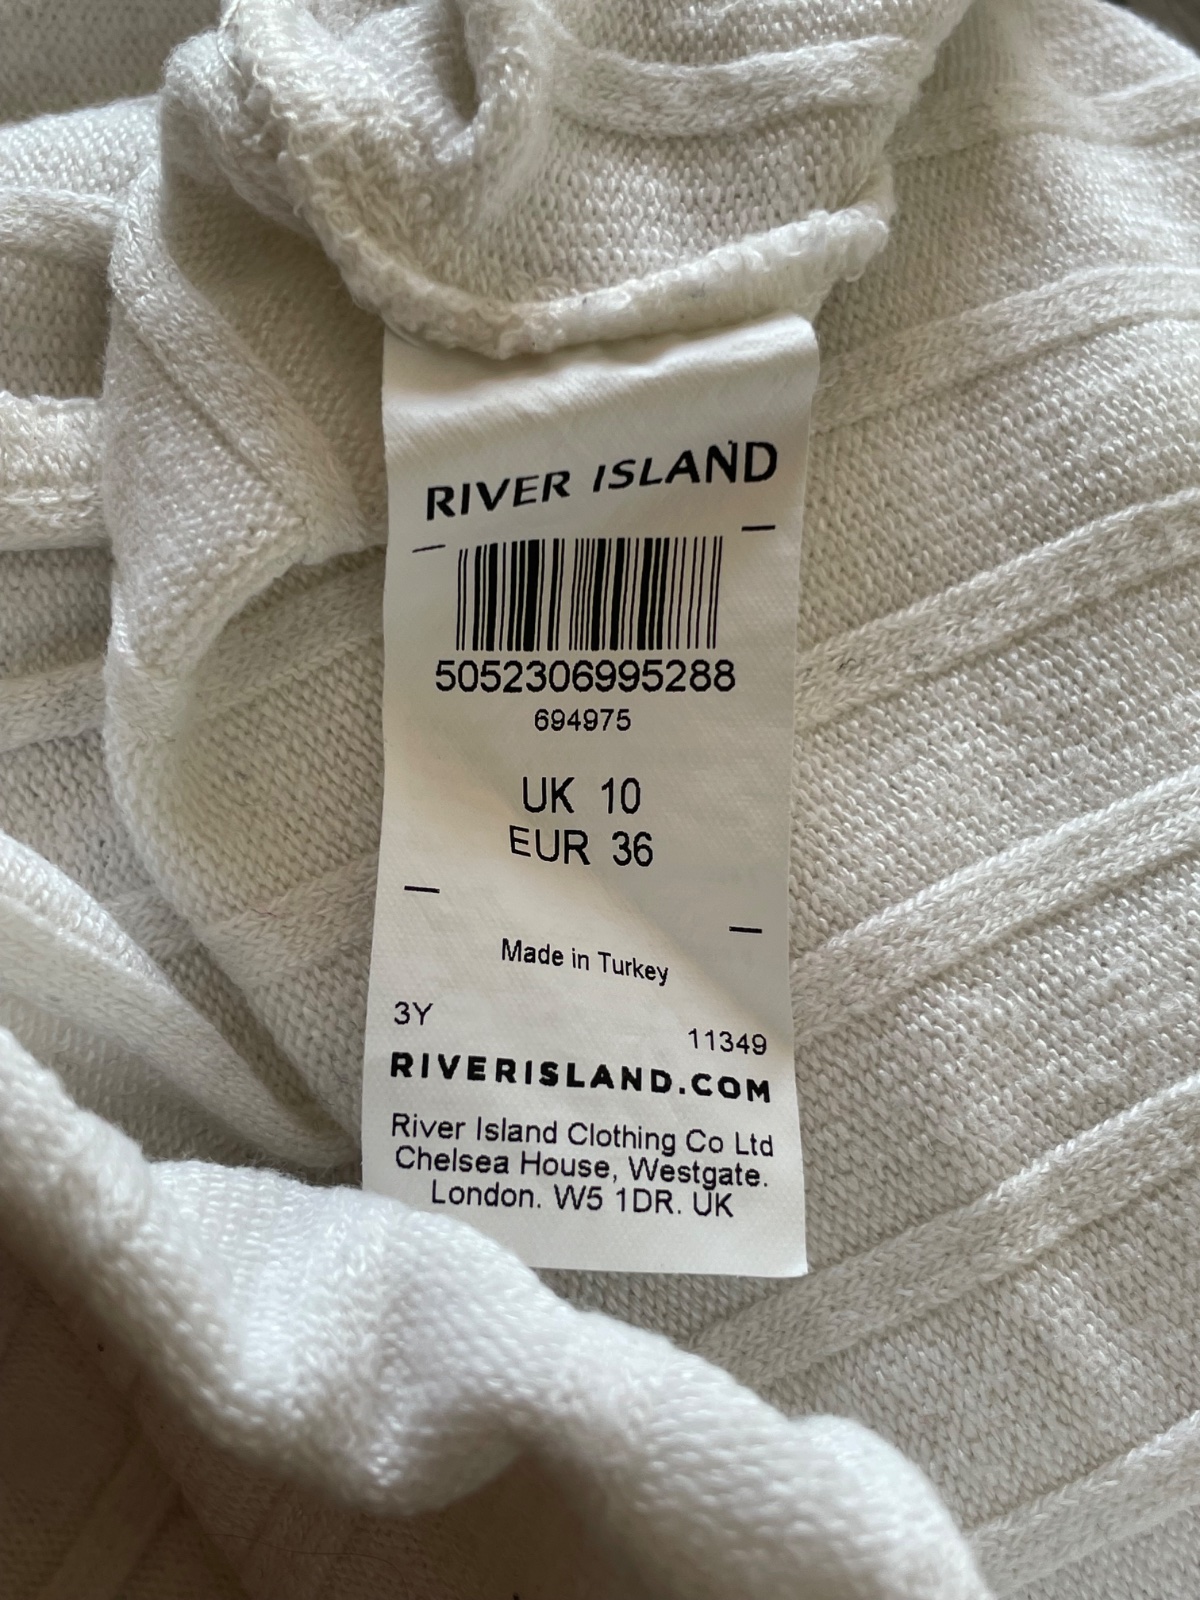 RIVER ISLAND
5052306995288
694975
UK 10
EUR 36
Made in Turkey
3Y
11349
RIVERISLAND.COM
River Island Clothing Co Ltd
Chelsea House, Westgate.
London. W5 1DR. UK